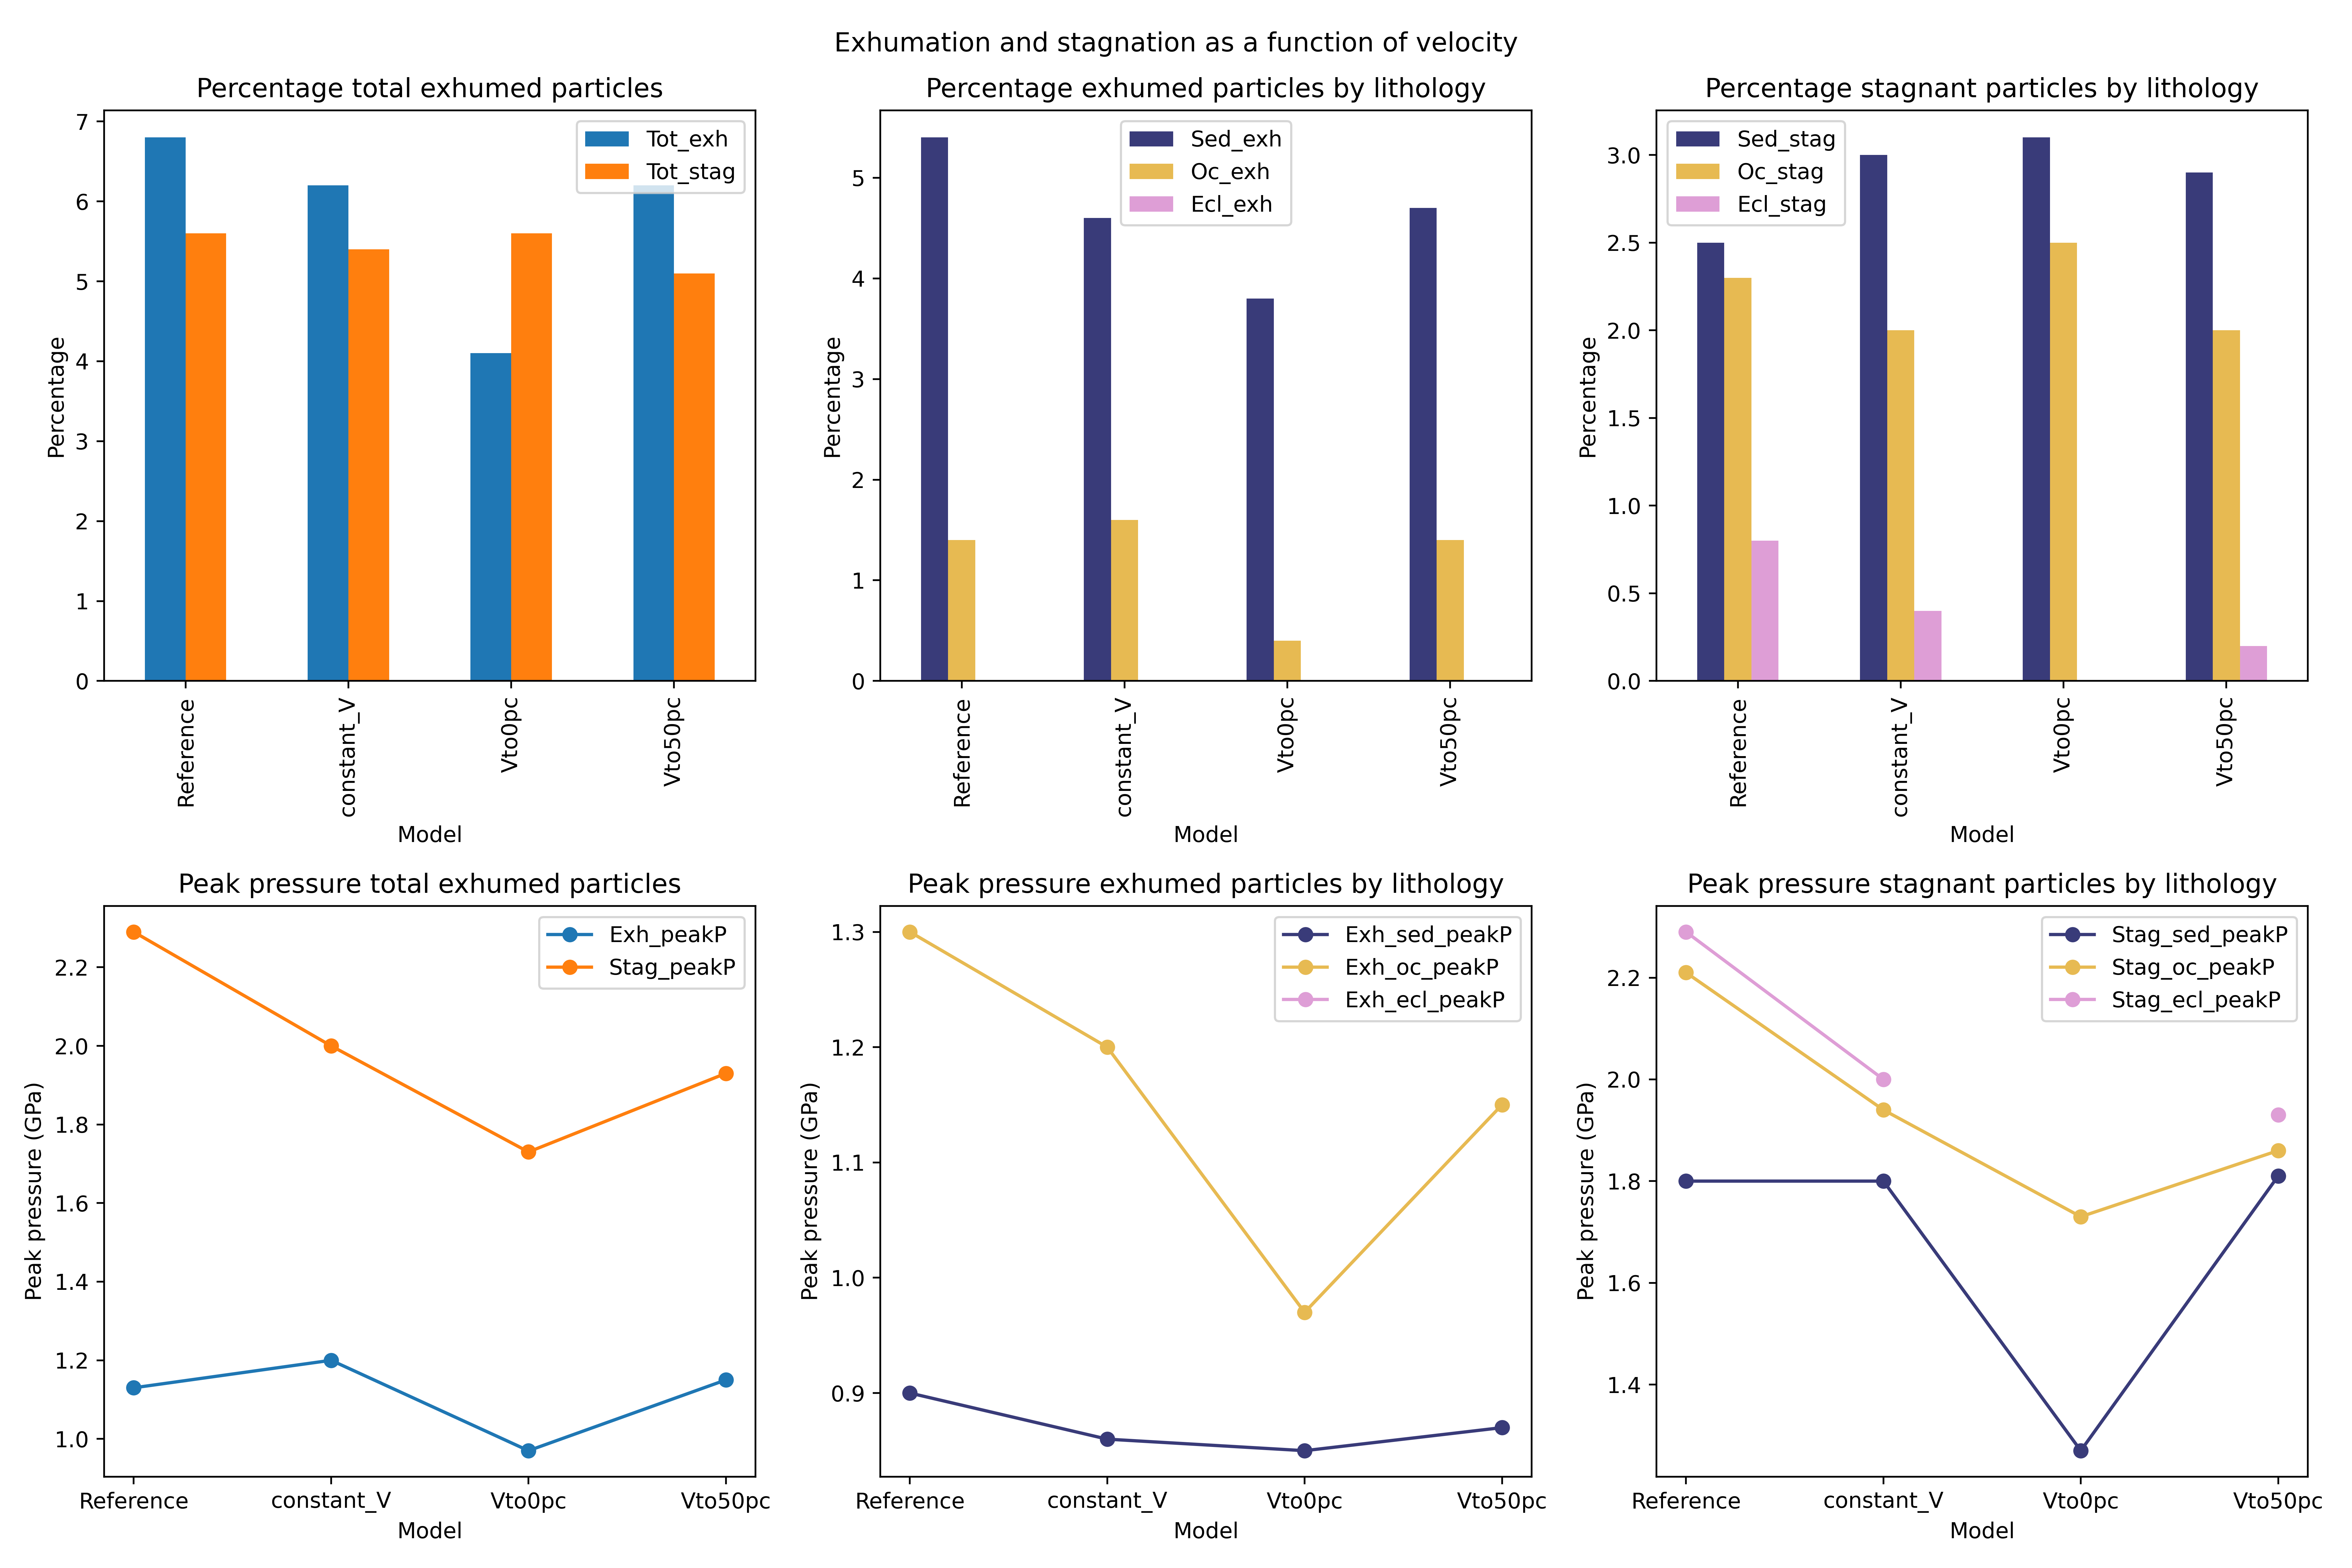 Exhumation and stagnation as a function of velocity
Percentage total exhumed particles
Percentage
7
6
5
4
3
2
1
0
Tot_exh
Tot_stag
Reference
constant_V
Vto0pc
Vto50pc
Model
Percentage exhumed particles by lithology
Percentage
5
4
3
2
1
0
Sed_exh
Oc_exh
Ecl_exh
Reference
constant_V
Vto0pc
Vto50pc
Model
Percentage stagnant particles by lithology
Percentage
3.0
2.5
2.0
1.5
1.0
0.5
0.0
Sed_stag
Oc_stag
Ecl_stag
Reference
constant_V
Vto0pc
Vto50pc
Model
Peak pressure total exhumed particles
Peak pressure (GPa)
2.2
2.0
1.8
1.6
1.4
1.2
1.0
Exh_peakP
Stag_peakP
Reference
constant_V
Vto0pc
Vto50pc
Model
Peak pressure exhumed particles by lithology
Peak pressure (GPa)
1.3
1.2
1.1
1.0
0.9
Exh_sed_peakP
Exh_oc_peakP
Exh_ecl_peakP
Reference
constant_V
Vto0pc
Vto50pc
Model
Peak pressure stagnant particles by lithology
Peak pressure (GPa)
2.2
2.0
1.8
1.6
1.4
Stag_sed_peakP
Stag_oc_peakP
Stag_ecl_peakP
Reference
constant_V
Vto0pc
Vto50pc
Model